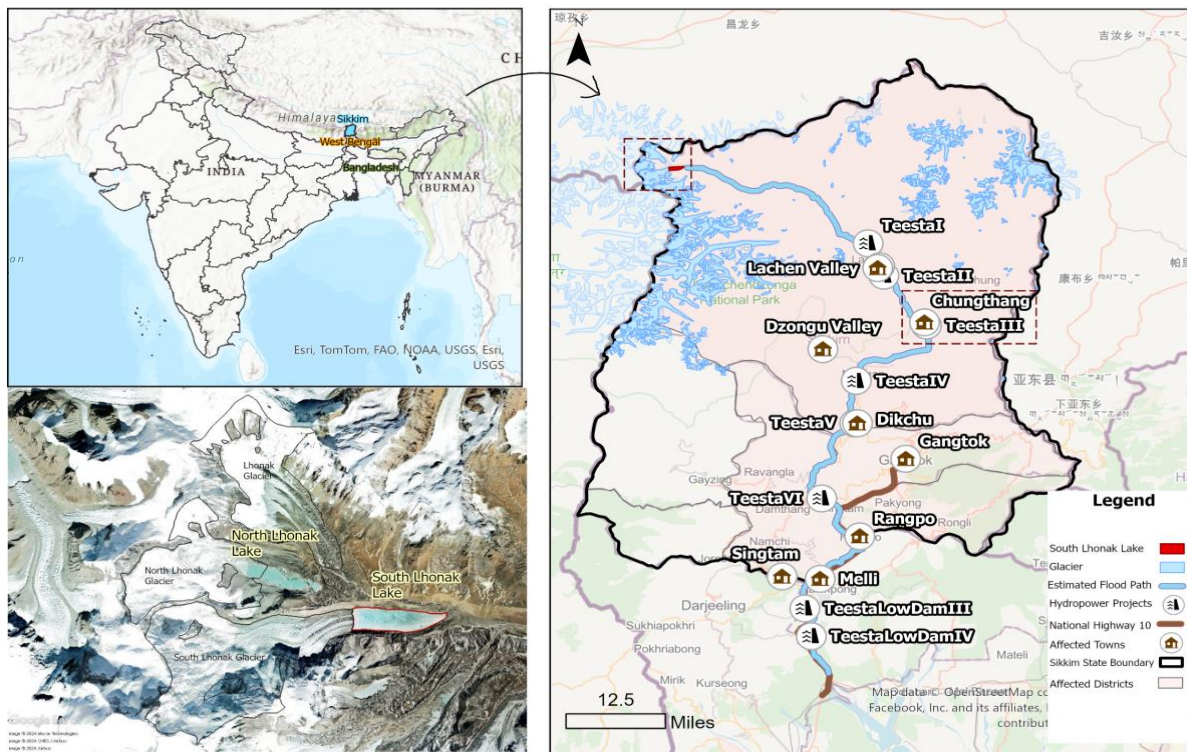 CH
Himalaya
Sikkim
West Bengal
Bangladesh
INDIA
MYANMAR
(BURMA)
Esri, TomTom, FAO, NOAA, USGS, Esri,
USGS
Lhonak
Glacier
North Lhonak
Lake
North Lhonak
Glacier
South Lhonak
Lake
South Lhonak Glacier
N
昌龙乡
吉汝乡
康布乡
亚东县
下亚东乡
TeestaI
Lachen Valley
TeestaII
National Park
Chungthang
TeestaIII
Dzongu Valley
TeestaIV
TeestaV
Dikchu
Gangtok
Ravangla
Gayzing
TeestaVI
Damthang
Pakyong
Rangpo
Rongli
Namchi
Singtam
Melli
Darjeeling
TeestaLowDamIII
Sukhiapokhri
TeestaLowDamIV
Pokhriabong
Mateli
Mirik
Kurseong
12.5
Miles
Map data © OpenStreetMap co
Facebook, Inc. and its affiliates,
contribut
Legend
South Lhonak Lake
Glacier
Estimated Flood Path
Hydropower Projects
National Highway 10
Affected Towns
Sikkim State Boundary
Affected Districts